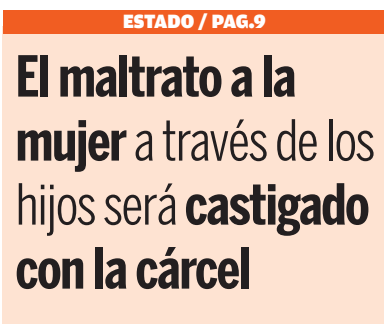 ESTADO / PAG.9
El maltrato a la
mujer a través de los
hijos será castigado
con la cárcel